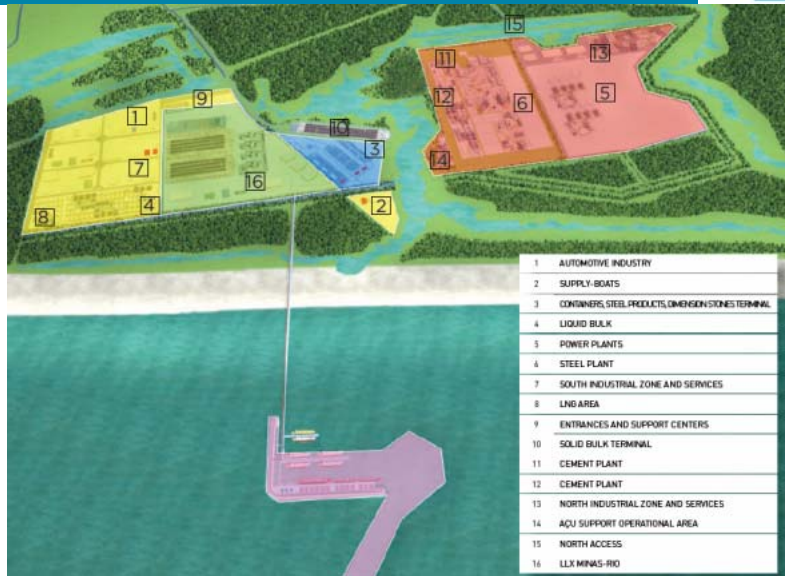 15
13
11
9
12
5
1
6
10
3
7
14
16
8
4
2
1 AUTOMOTIVE INDUSTRY
2 SUPPLY-BOATS
3 CONTAINERS, STEEL PRODUCTS, DIMENSION STONES TERMINAL
4 LIQUID BULK
5 POWER PLANTS
6 STEEL PLANT
7 SOUTH INDUSTRIAL ZONE AND SERVICES
8 LNG AREA
9 ENTRANCES AND SUPPORT CENTERS
10 SOLID BULK TERMINAL
11 CEMENT PLANT
12 CEMENT PLANT
13 NORTH INDUSTRIAL ZONE AND SERVICES
14 AÇU SUPPORT OPERATIONAL AREA
15 NORTH ACCESS
16 LLX MINAS-RIO